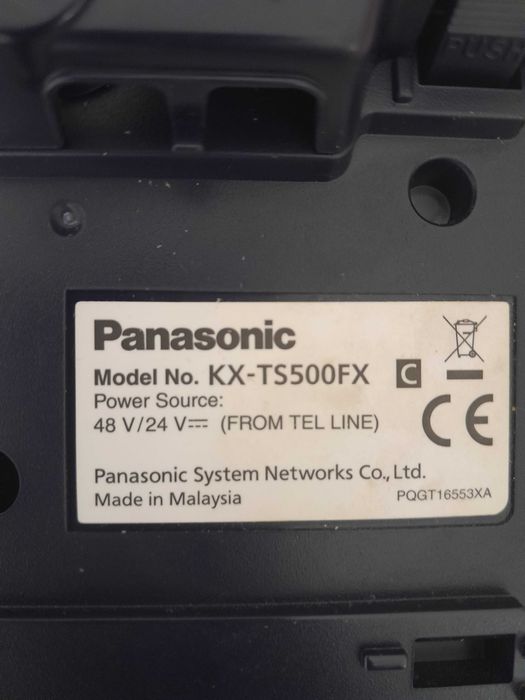 PUSH
Panasonic
Model No. KX-TS500FX C
Power Source:
48 V/24 V⎓ (FROM TEL LINE)
CE
Panasonic System Networks Co., Ltd.
Made in Malaysia
PQGT16553XA